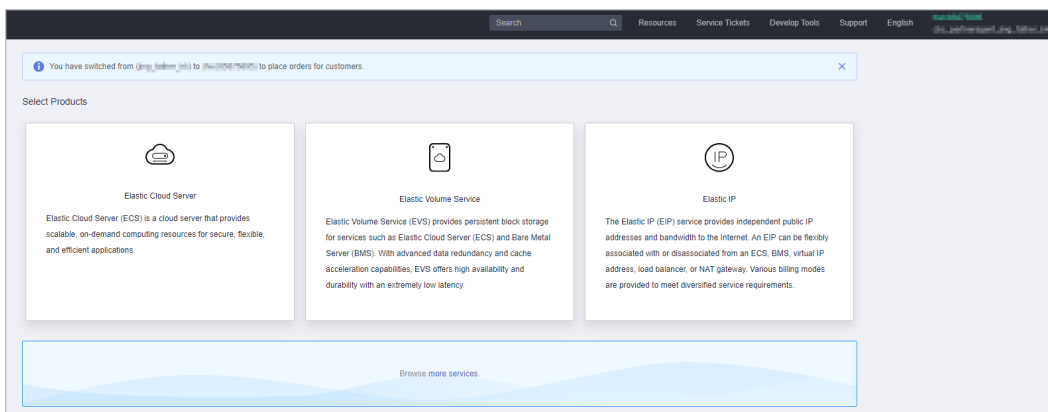 Search
Resources
Service Tickets
Develop Tools
Support
English
You have switched from ( ) to ( ) to place orders for customers.
Select Products
Elastic Cloud Server
Elastic Cloud Server (ECS) is a cloud server that provides
scalable, on-demand computing resources for secure, flexible,
and efficient applications.
Elastic Volume Service
Elastic Volume Service (EVS) provides persistent block storage
for services such as Elastic Cloud Server (ECS) and Bare Metal
Server (BMS). With advanced data redundancy and cache
acceleration capabilities, EVS offers high availability and
durability with an extremely low latency.
Elastic IP
The Elastic IP (EIP) service provides independent public IP
addresses and bandwidth to the Internet. An EIP can be flexibly
associated with or disassociated from an ECS, BMS, virtual IP
address, load balancer, or NAT gateway. Various billing modes
are provided to meet diversified service requirements.
Browse more services.